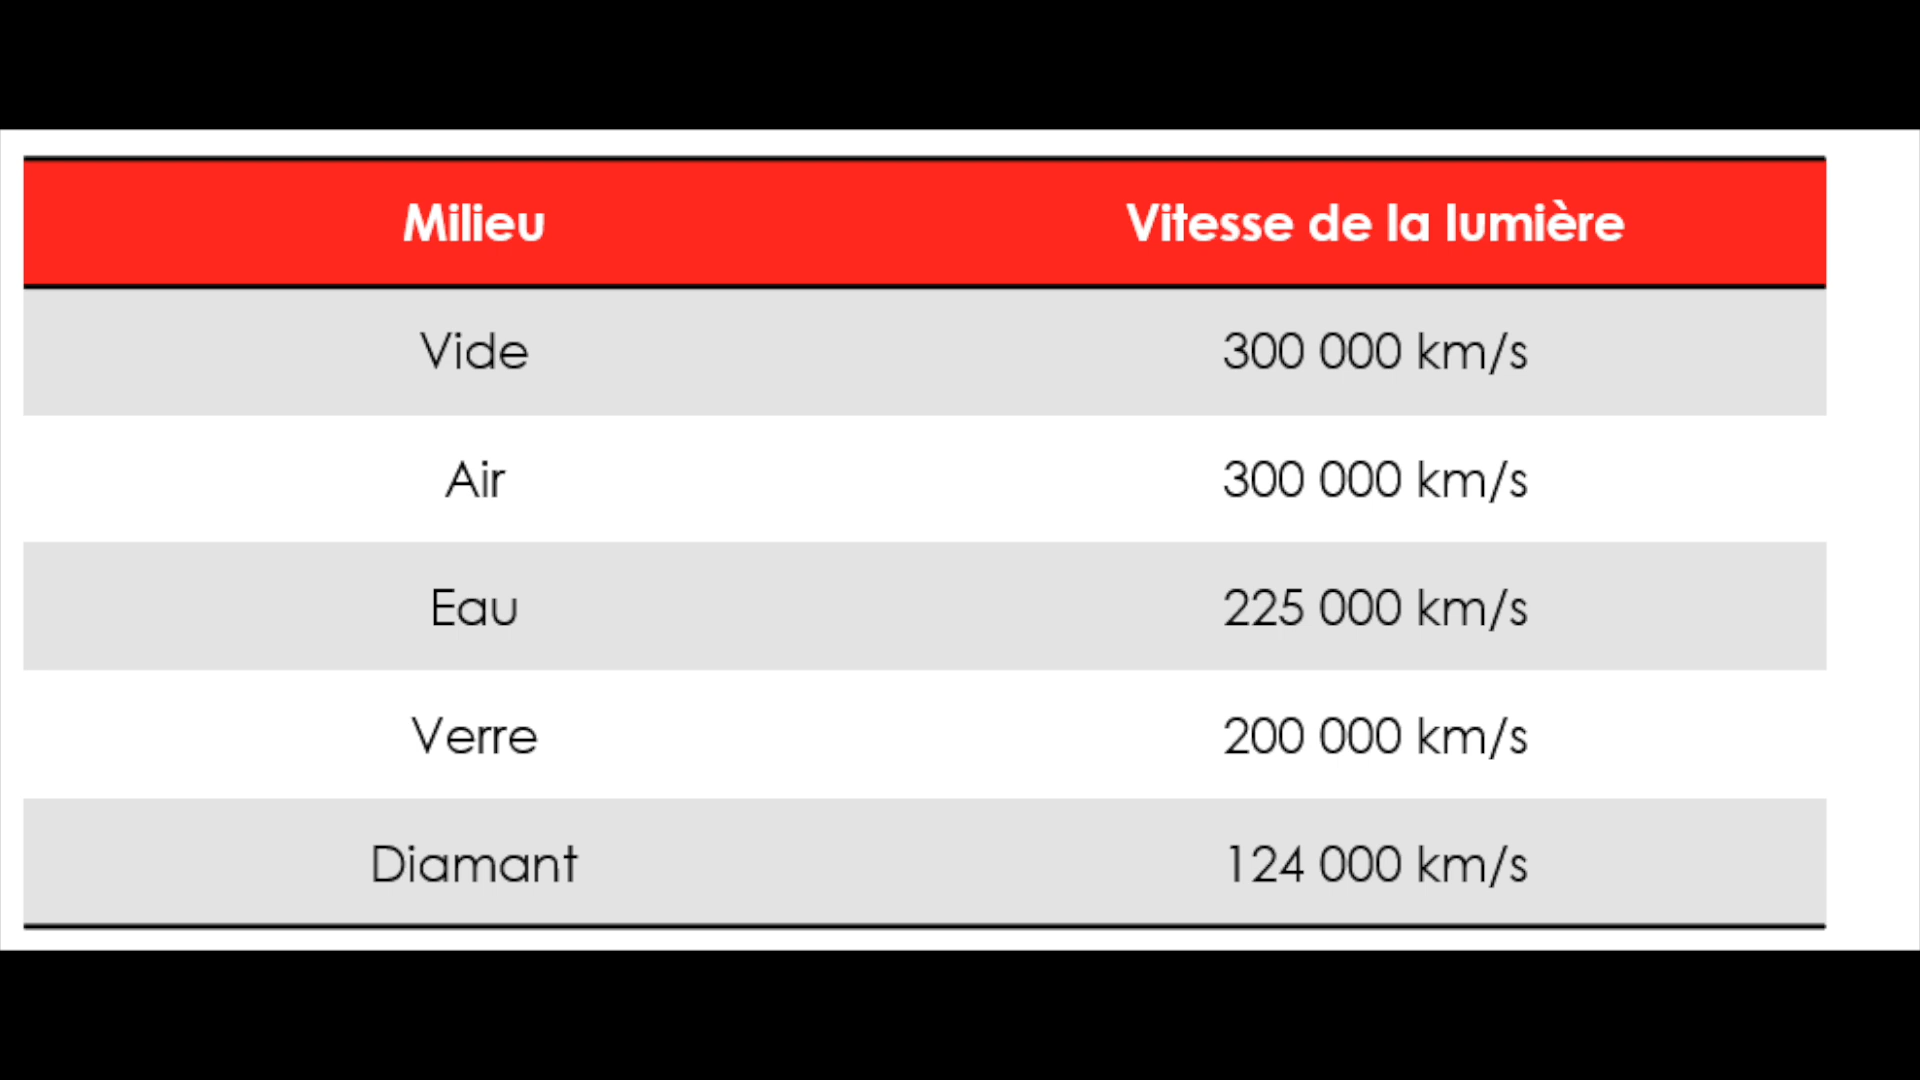 Milieu Vitesse de la lumière
Vide 300 000 km/s
Air 300 000 km/s
Eau 225 000 km/s
Verre 200 000 km/s
Diamant 124 000 km/s